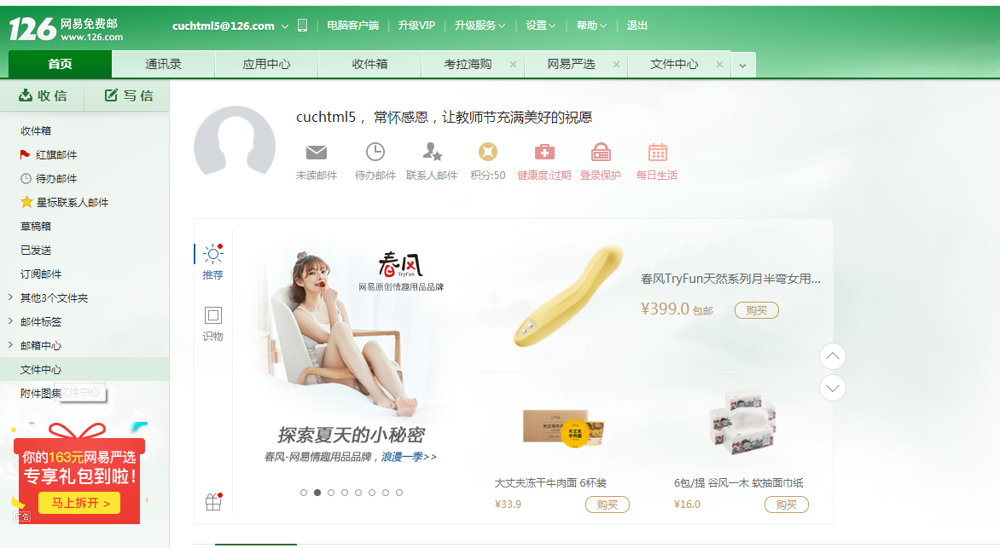 126 网易免费邮
www.126.com
cuchtml5@126.com
电脑客户端
升级VIP
升级服务
设置
帮助
退出
首页
通讯录
应用中心
收件箱
考拉海购 ×
网易严选 ×
文件中心 ×
收 信
写 信
收件箱
红旗邮件
待办邮件
星标联系人邮件
草稿箱
已发送
订阅邮件
其他3个文件夹
邮件标签
邮箱中心
文件中心
附件图集
文件中心
你的163元网易严选
专享礼包到啦!
马上拆开 >
广告
cuchtml5， 常怀感恩，让教师节充满美好的祝愿
未读邮件
待办邮件
联系人邮件
积分:50
健康度:过期
登录保护
每日生活
推荐
识物
春风
TryFun
网易原创情趣用品品牌
探索夏天的小秘密
春风-网易情趣用品品牌，浪漫一季>>
春风TryFun天然系列月半弯女用...
¥399.0 包邮
购买
大丈夫冻干牛肉面 6杯装
¥33.9
购买
6包/提 谷风一木 软抽面巾纸
¥16.0
购买